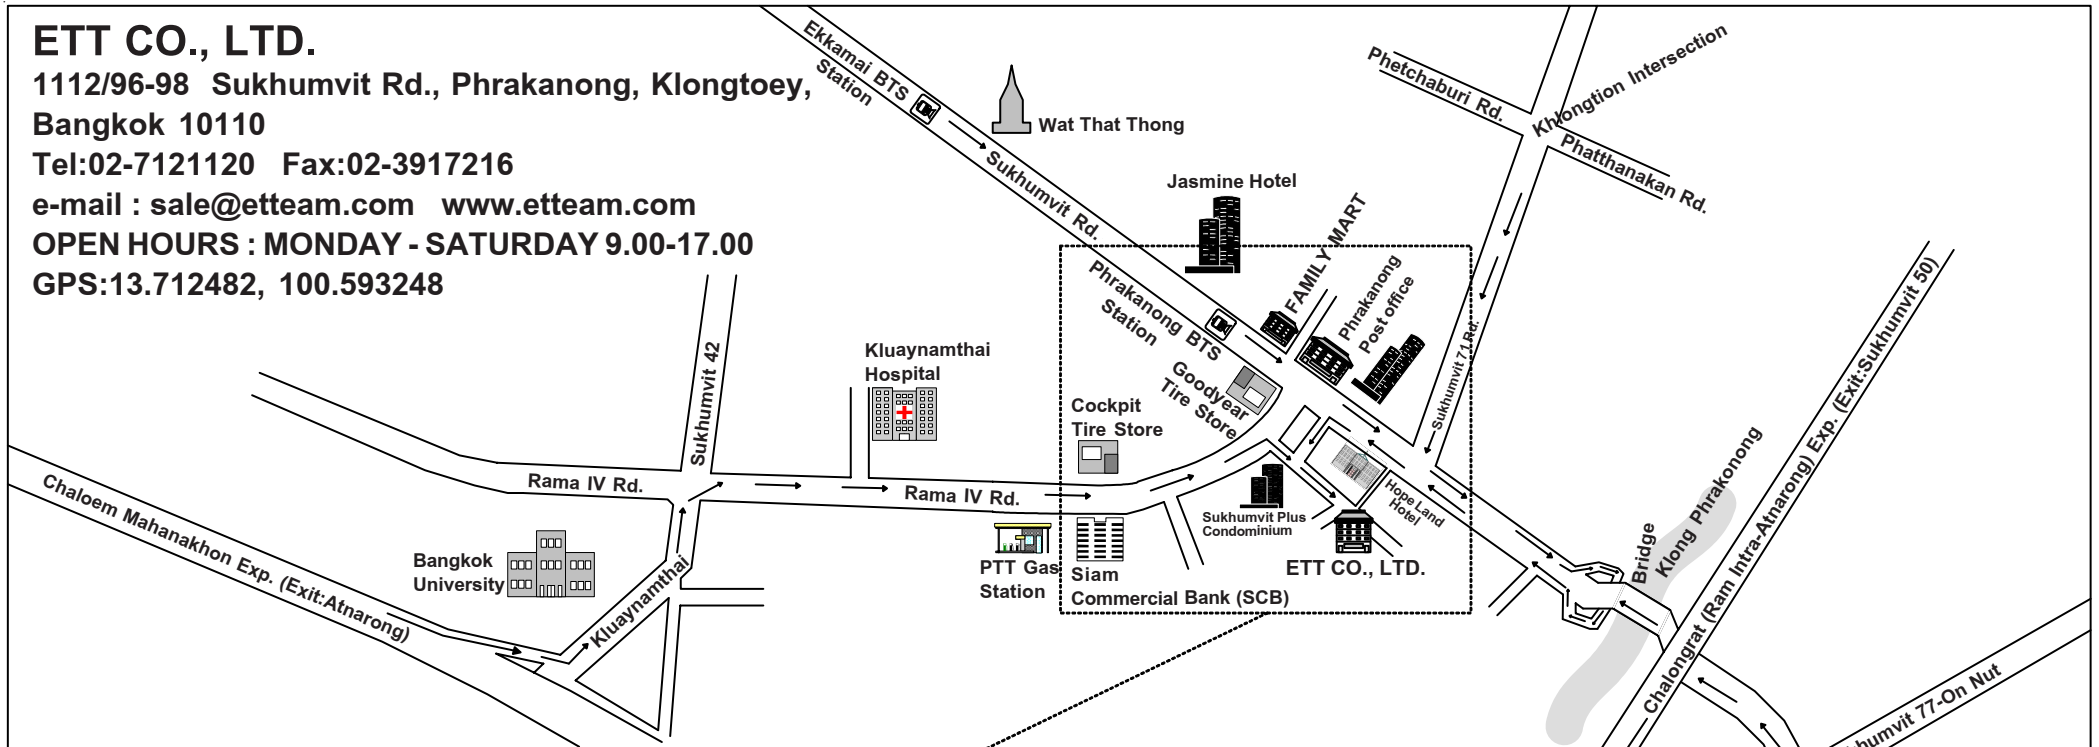 ETT CO., LTD.
1112/96-98 Sukhumvit Rd., Phrakanong, Klongtoey,
Bangkok 10110
Tel:02-7121120 Fax:02-3917216
e-mail : sale@etteam.com www.etteam.com
OPEN HOURS : MONDAY - SATURDAY 9.00-17.00
GPS:13.712482, 100.593248
Ekkamai BTS
Station
Wat That Thong
Sukhumvit Rd.
Jasmine Hotel
FAMILY MART
Phrakanong
Post office
Phetchaburi Rd.
Khlongtion Intersection
Phatthanakan Rd.
Sukhumvit 71 Rd.
Phrakanong BTS
Station
Goodyear
Tire Store
Cockpit
Tire Store
Kluaynamthai
Hospital
Sukhumvit 42
Rama IV Rd.
Rama IV Rd.
Chaloem Mahanakhon Exp. (Exit:Atnarong)
Bangkok
University
Kluaynamthai
PTT Gas
Station
Siam
Commercial Bank (SCB)
Sukhumvit Plus
Condominium
Hope Land
Hotel
ETT CO., LTD.
Bridge
Klong Phrakonong
Chalongrat (Ram Intra-Atnarong) Exp. (Exit:Sukhumvit 50)
khumvit 77-On Nut